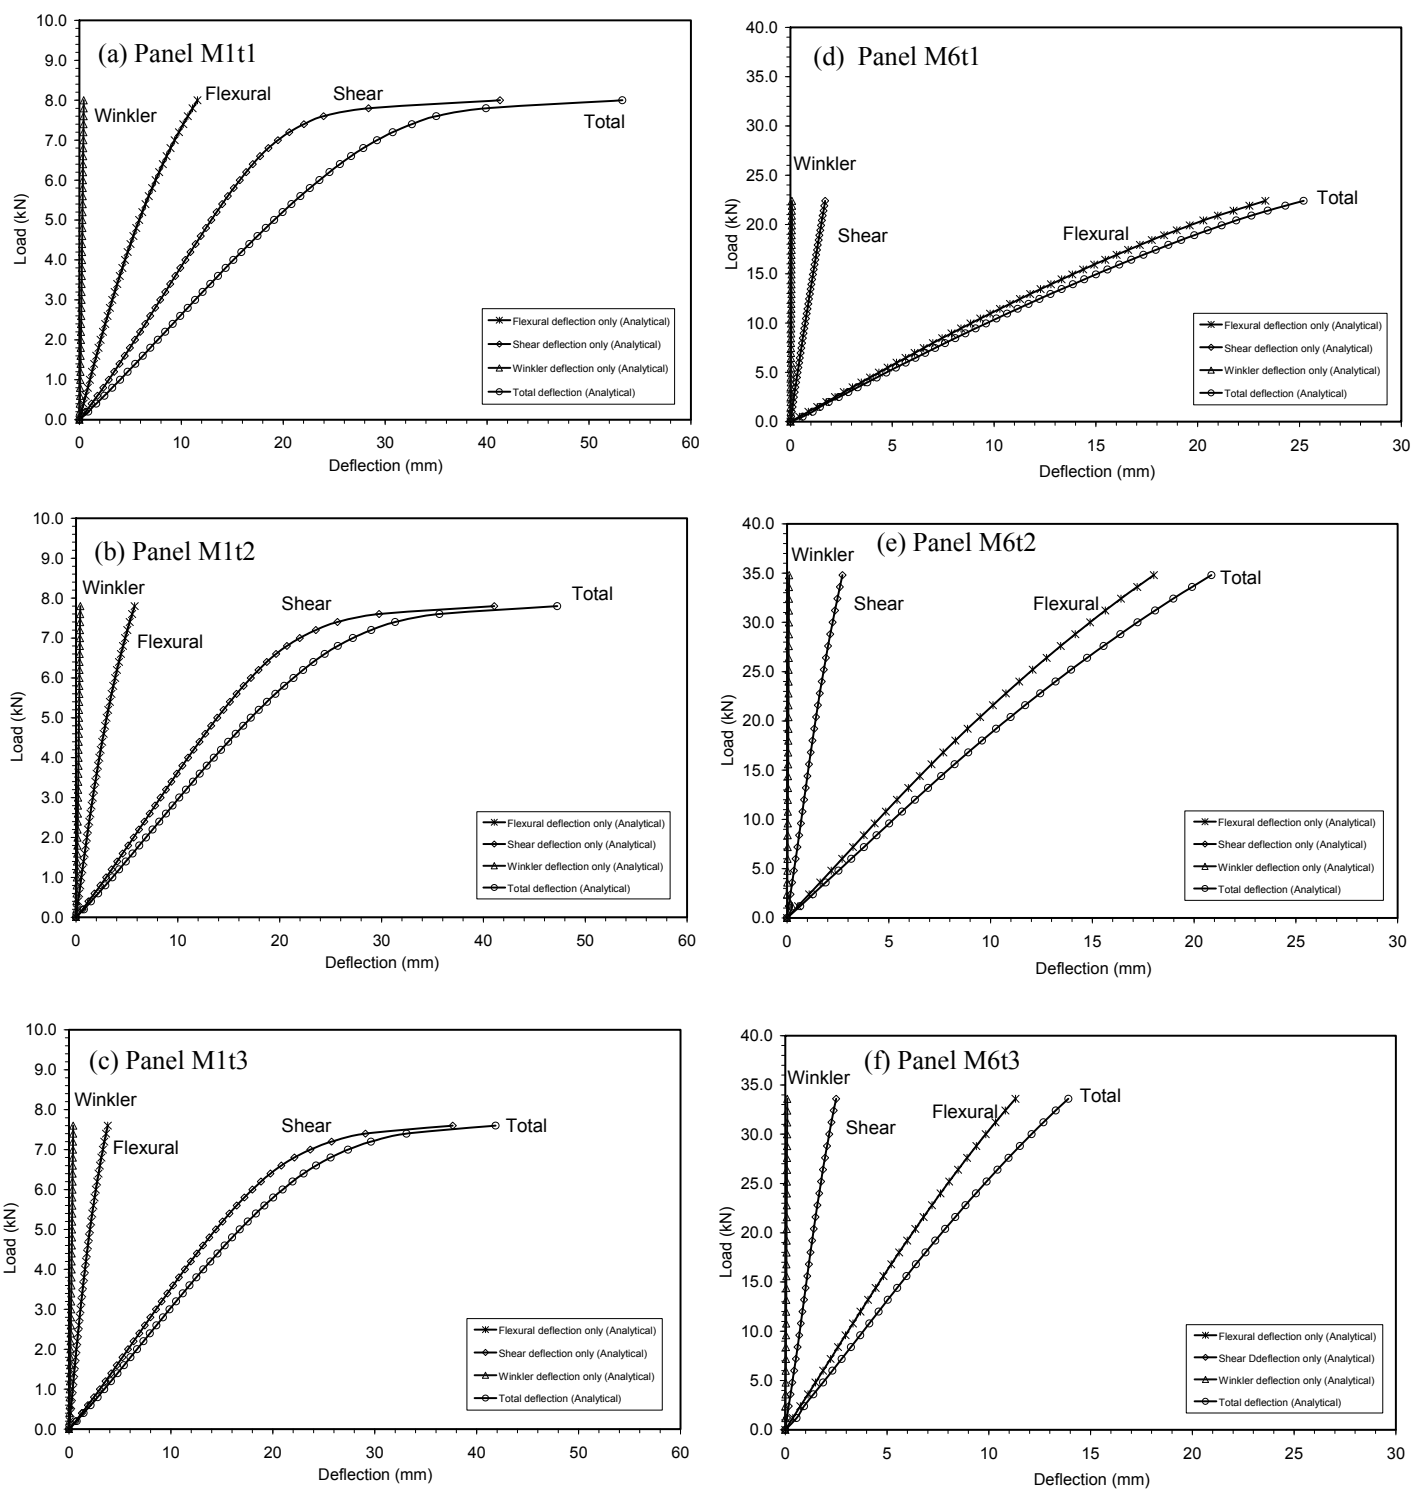 (a) Panel M1t1
10.0
9.0
8.0
7.0
6.0
5.0
4.0
3.0
2.0
1.0
0.0
Load (kN)
Winkler
Flexural
Shear
Total
Flexural deflection only (Analytical)
Shear deflection only (Analytical)
Winkler deflection only (Analytical)
Total deflection (Analytical)
0 10 20 30 40 50 60
Deflection (mm)
(b) Panel M1t2
10.0
9.0
8.0
7.0
6.0
5.0
4.0
3.0
2.0
1.0
0.0
Load (kN)
Winkler
Flexural
Shear
Total
Flexural deflection only (Analytical)
Shear deflection only (Analytical)
Winkler deflection only (Analytical)
Total deflection (Analytical)
0 10 20 30 40 50 60
Deflection (mm)
(c) Panel M1t3
10.0
9.0
8.0
7.0
6.0
5.0
4.0
3.0
2.0
1.0
0.0
Load (kN)
Winkler
Flexural
Shear
Total
Flexural deflection only (Analytical)
Shear deflection only (Analytical)
Winkler deflection only (Analytical)
Total deflection (Analytical)
0 10 20 30 40 50 60
Deflection (mm)
(d) Panel M6t1
40.0
35.0
30.0
25.0
20.0
15.0
10.0
5.0
0.0
Load (kN)
Winkler
Shear
Flexural
Total
Flexural deflection only (Analytical)
Shear deflection only (Analytical)
Winkler deflection only (Analytical)
Total deflection (Analytical)
0 5 10 15 20 25 30
Deflection (mm)
(e) Panel M6t2
40.0
35.0
30.0
25.0
20.0
15.0
10.0
5.0
0.0
Load (kN)
Winkler
Shear
Flexural
Total
Flexural deflection only (Analytical)
Shear deflection only (Analytical)
Winkler deflection only (Analytical)
Total deflection (Analytical)
0 5 10 15 20 25 30
Deflection (mm)
(f) Panel M6t3
40.0
35.0
30.0
25.0
20.0
15.0
10.0
5.0
0.0
Load (kN)
Winkler
Shear
Flexural
Total
Flexural deflection only (Analytical)
Shear Ddeflection only (Analytical)
Winkler deflection only (Analytical)
Total deflection (Analytical)
0 5 10 15 20 25 30
Deflection (mm)